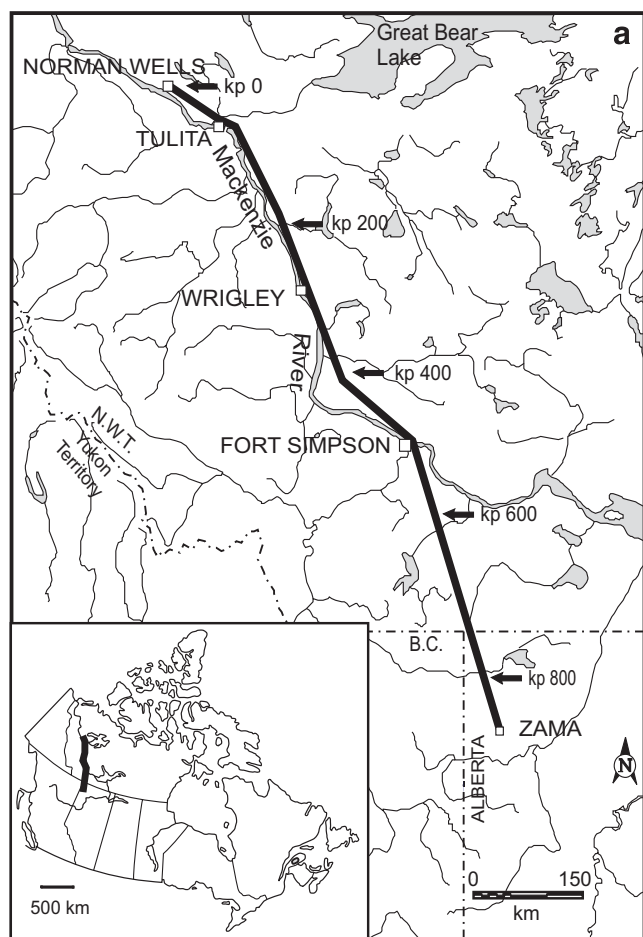 a
Great Bear
Lake
NORMAN WELLS
kp 0
TULITA
Mackenzie
kp 200
WRIGLEY
River
kp 400
N.W.T.
Yukon
Territory
FORT SIMPSON
kp 600
B.C.
kp 800
ALBERTA
ZAMA
N
0 150
km
500 km